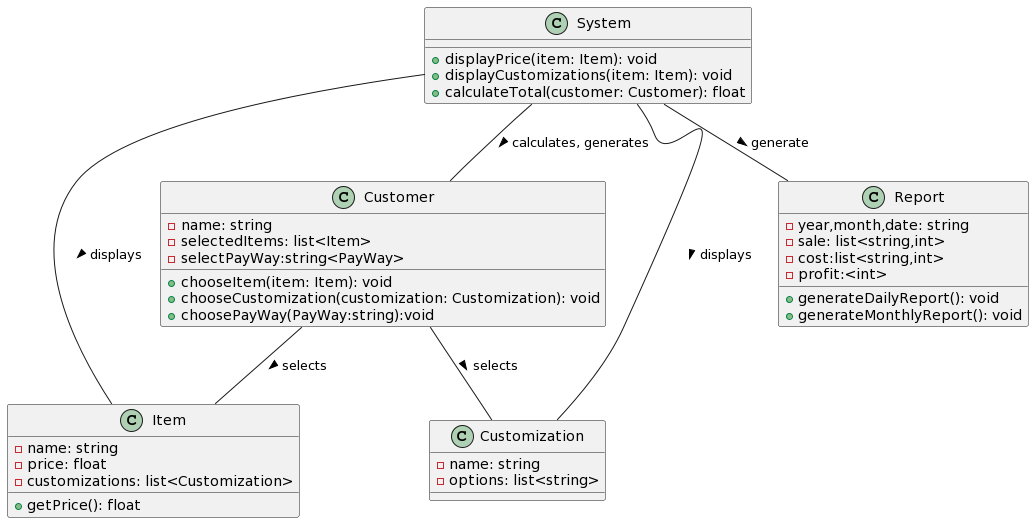 C System
displayPrice(item: Item): void
displayCustomizations(item: Item): void
calculateTotal(customer: Customer): float
calculates, generates
generate
C Customer
name: string
selectedItems: list<Item>
selectPayWay:string<PayWay>
chooseItem(item: Item): void
chooseCustomization(customization: Customization): void
choosePayWay(PayWay:string):void
C Report
year,month,date: string
sale: list<string,int>
cost:list<string,int>
profit:<int>
generateDailyReport(): void
generateMonthlyReport(): void
displays
displays
selects
selects
C Item
name: string
price: float
customizations: list<Customization>
getPrice(): float
C Customization
name: string
options: list<string>